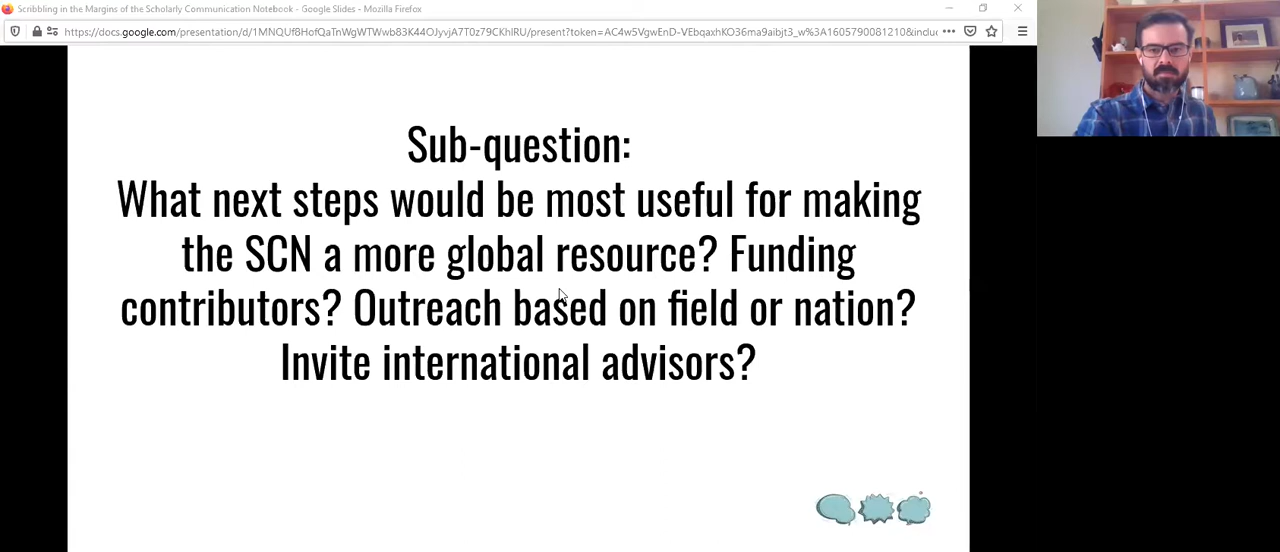 Scribbling in the Margins of the Scholarly Communication Notebook - Google Slides - Mozilla Firefox
Sub-question:
What next steps would be most useful for making
the SCN a more global resource? Funding
contributors? Outreach based on field or nation?
Invite international advisors?